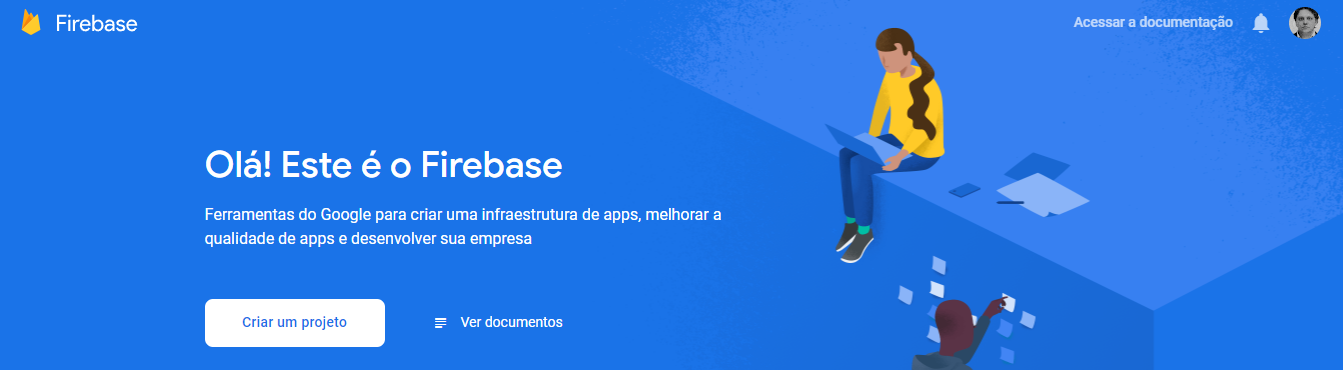 Firebase
Acessar a documentação
Olá! Este é o Firebase
Ferramentas do Google para criar uma infraestrutura de apps, melhorar a
qualidade de apps e desenvolver sua empresa
Criar um projeto
Ver documentos